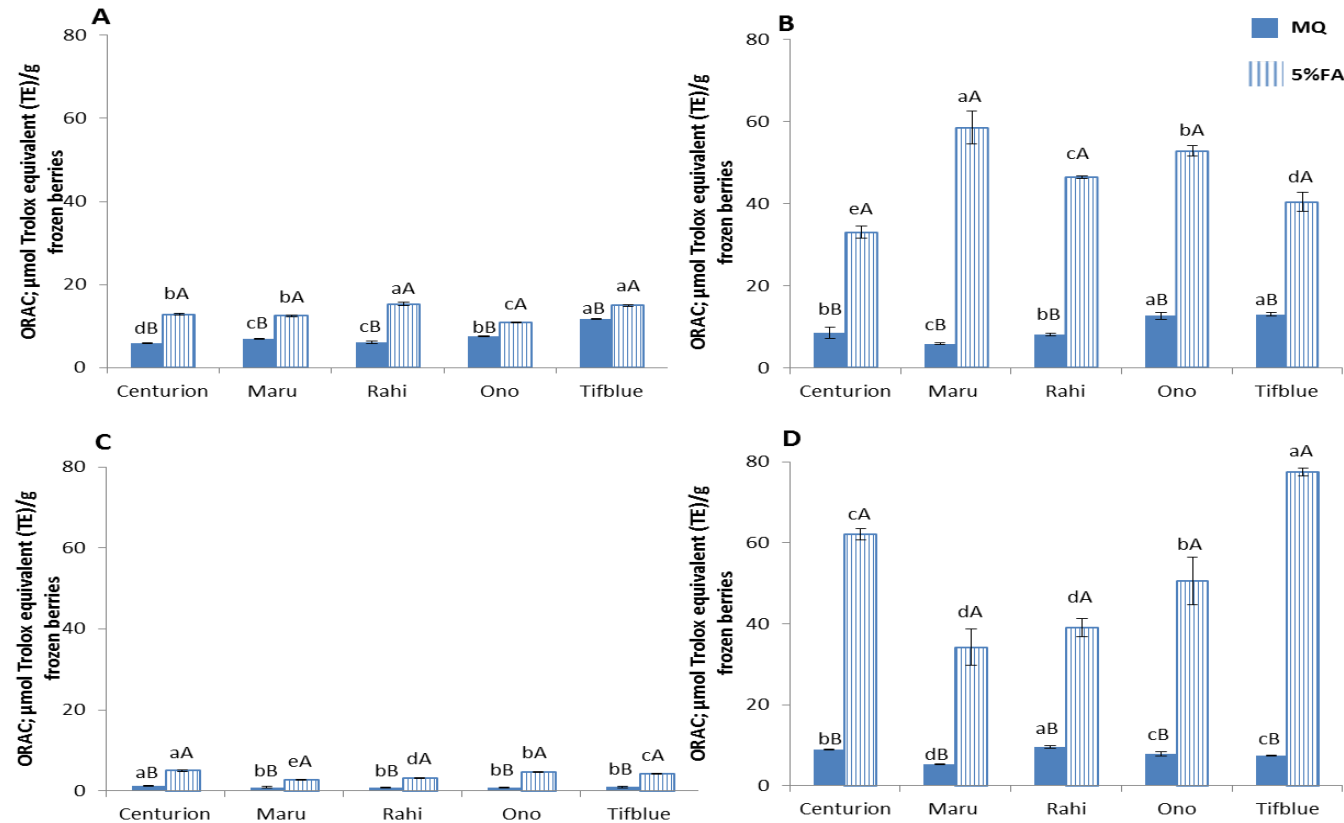 A
80
60
40
20
0
ORAC; µmol Trolox equivalent (TE)/g
frozen berries
dB bA cB bA cB aA bB cA aB aA
Centurion Maru Rahi Ono Tifblue
B
80
60
40
20
0
ORAC; µmol Trolox equivalent (TE)/g
frozen berries
bB eA cB aA bB cA aB bA aB dA
Centurion Maru Rahi Ono Tifblue
MQ
5%FA
C
80
60
40
20
0
ORAC; µmol Trolox equivalent (TE)/g
frozen berries
aB aA bB eA bB dA bB bA bB cA
Centurion Maru Rahi Ono Tifblue
D
80
60
40
20
0
ORAC; µmol Trolox equivalent (TE)/g
frozen berries
bB cA dB dA aB dA cB bA cB aA
Centurion Maru Rahi Ono Tifblue